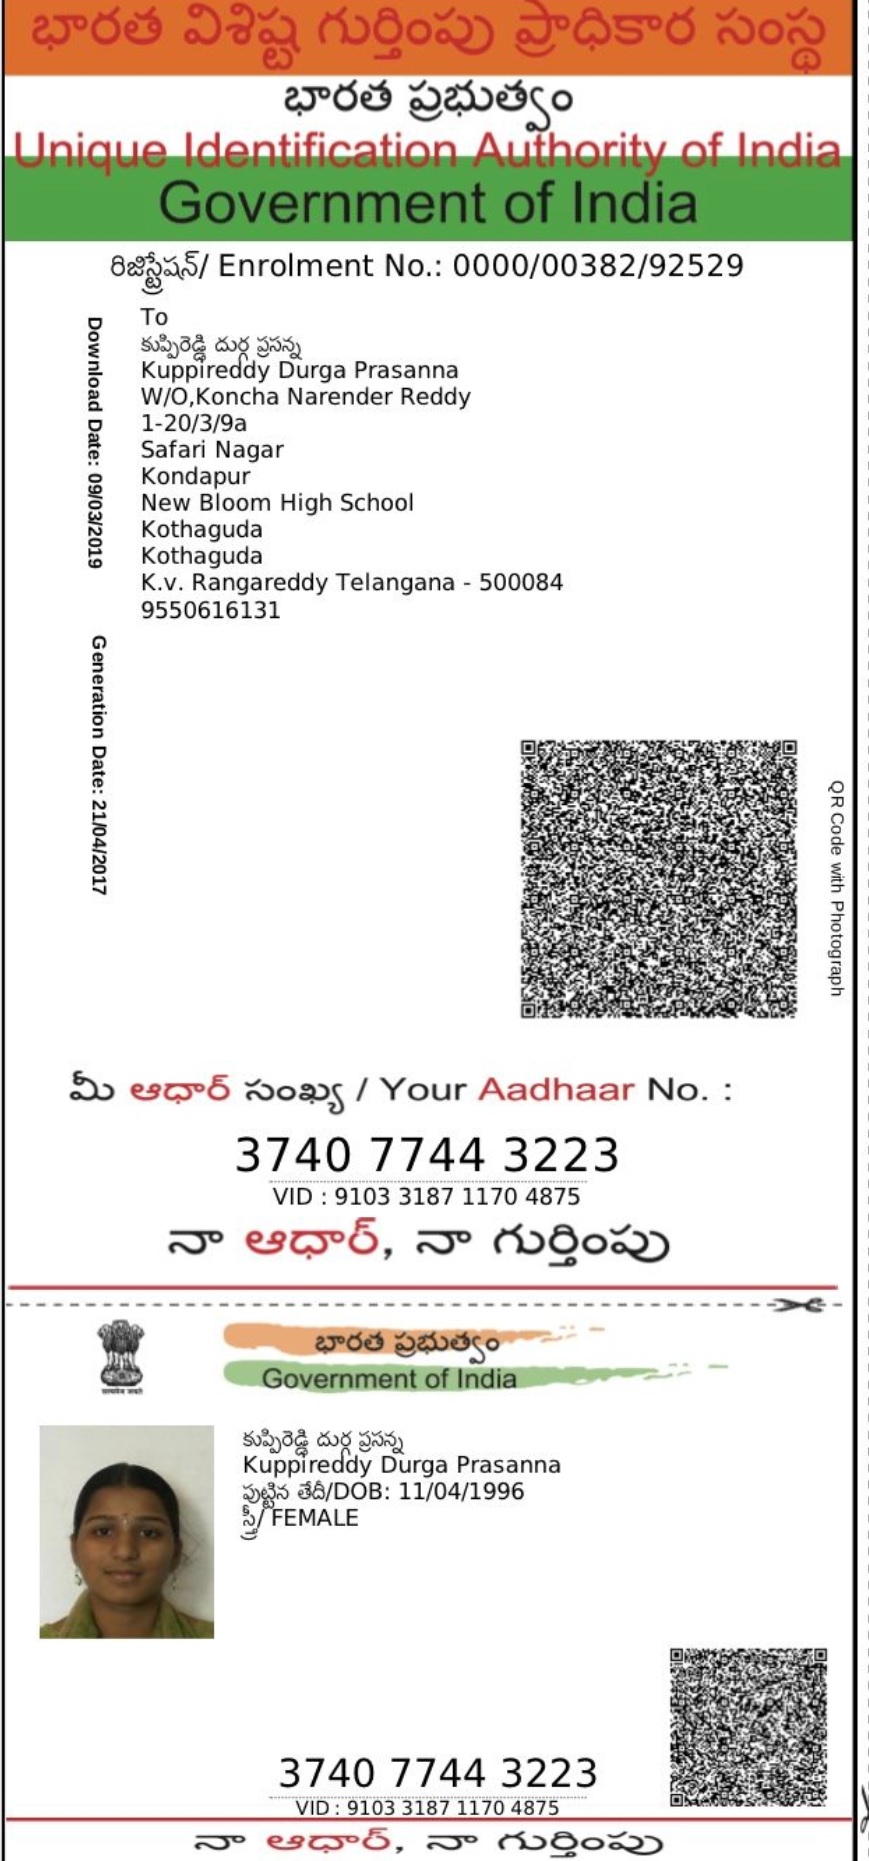 భారత విశిష్ట గుర్తింపు ప్రాధికార సంస్థ
భారత ప్రభుత్వం
Unique Identification Authority of India
Government of India
రిజిస్ట్రేషన్/ Enrolment No.: 0000/00382/92529
To
కుప్పిరెడ్డి దుర్గ ప్రసన్న
Kuppireddy Durga Prasanna
W/O,Koncha Narender Reddy
1-20/3/9a
Safari Nagar
Kondapur
New Bloom High School
Kothaguda
Kothaguda
K.v. Rangareddy Telangana - 500084
9550616131
Download Date: 09/03/2019
Generation Date: 21/04/2017
QR Code with Photograph
మీ ఆధార్ సంఖ్య / Your Aadhaar No. :
3740 7744 3223
VID : 9103 3187 1170 4875
నా ఆధార్, నా గుర్తింపు
सत्यमेव जयते
భారత ప్రభుత్వం
Government of India
కుప్పిరెడ్డి దుర్గ ప్రసన్న
Kuppireddy Durga Prasanna
పుట్టిన తేదీ/DOB: 11/04/1996
స్త్రీ/ FEMALE
3740 7744 3223
VID : 9103 3187 1170 4875
నా ఆధార్, నా గుర్తింపు